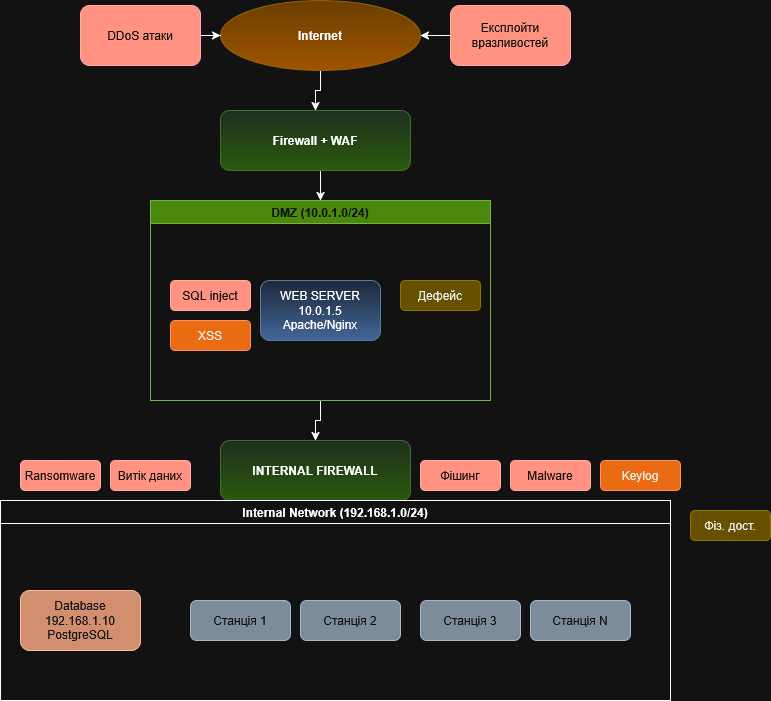 DDoS атаки
Internet
Експлойти
вразливостей
Firewall + WAF
DMZ (10.0.1.0/24)
SQL inject
XSS
WEB SERVER
10.0.1.5
Apache/Nginx
Дефейс
Ransomware
Витік даних
INTERNAL FIREWALL
Фішинг
Malware
Keylog
Internal Network (192.168.1.0/24)
Фіз. дост.
Database
192.168.1.10
PostgreSQL
Станція 1
Станція 2
Станція 3
Станція N